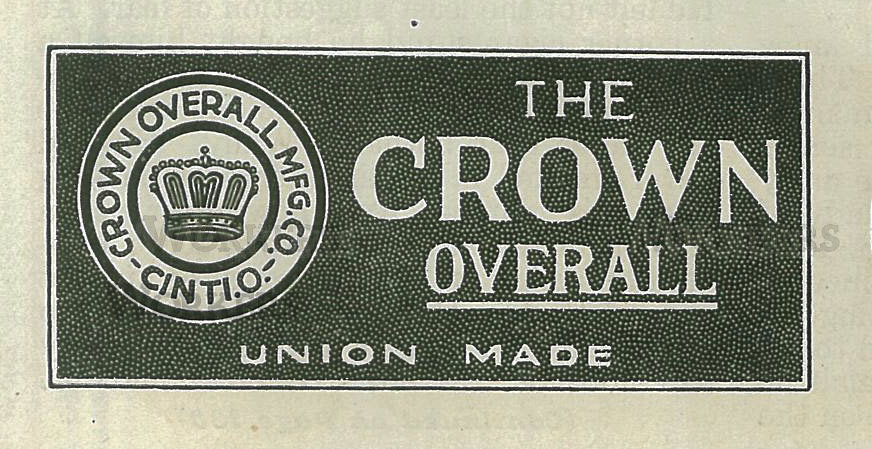 CROWN OVERALL MFG. CO.
-CINTI.O.-
THE
CROWN
OVERALL
UNION MADE